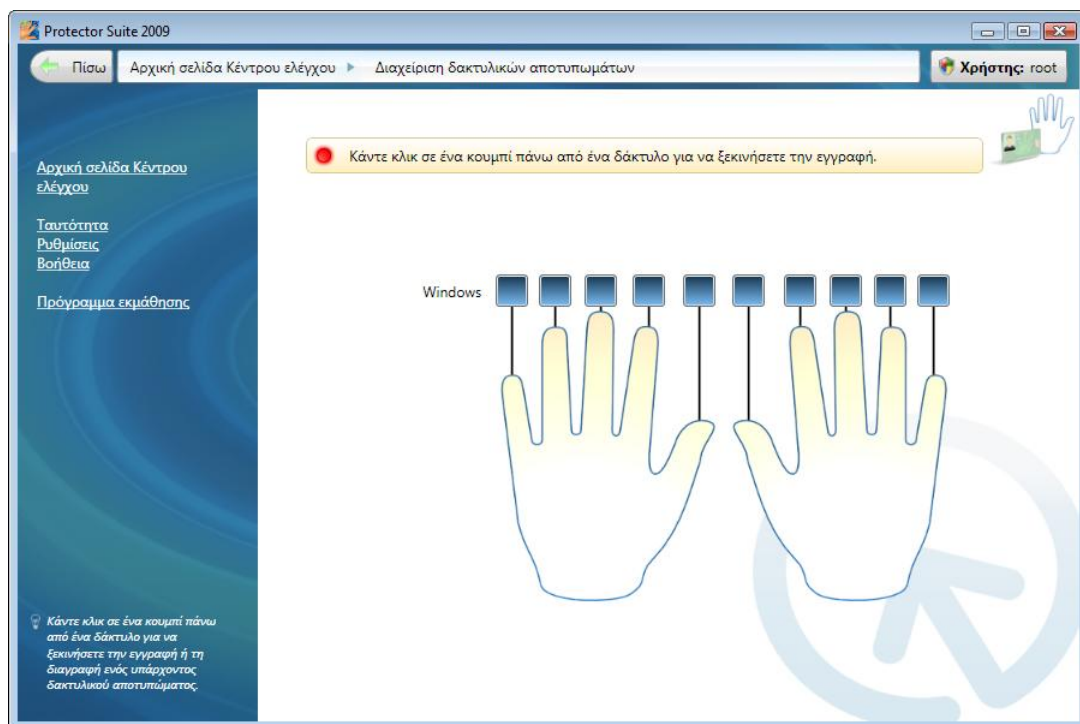 Protector Suite 2009
Πίσω
Αρχική σελίδα Κέντρου ελέγχου
Διαχείριση δακτυλικών αποτυπωμάτων
Χρήστης: root
Κάντε κλικ σε ένα κουμπί πάνω από ένα δάκτυλο για να ξεκινήσετε την εγγραφή.
Αρχική σελίδα Κέντρου
ελέγχου
Ταυτότητα
Ρυθμίσεις
Βοήθεια
Πρόγραμμα εκμάθησης
Windows
Κάντε κλικ σε ένα κουμπί πάνω
από ένα δάκτυλο για να
ξεκινήσετε την εγγραφή ή τη
διαγραφή ενός υπάρχοντος
δακτυλικού αποτυπώματος.